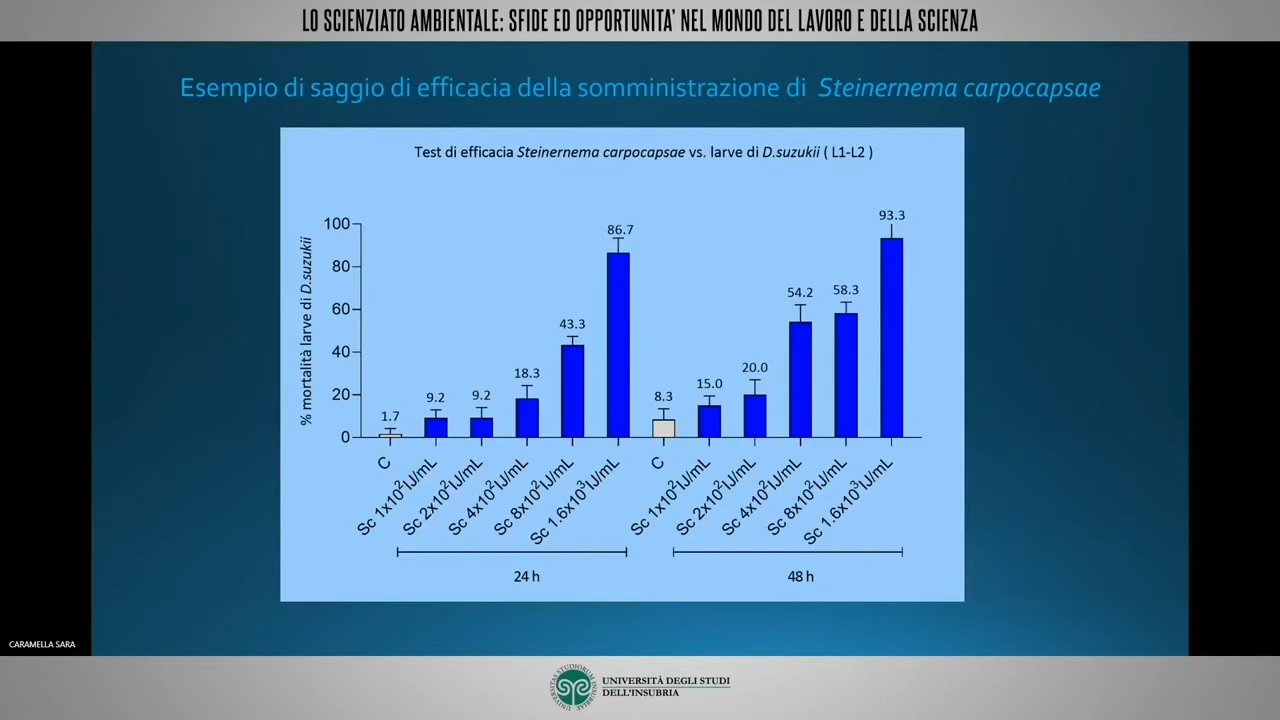 LO SCIENZIATO AMBIENTALE: SFIDE ED OPPORTUNITA' NEL MONDO DEL LAVORO E DELLA SCIENZA
Esempio di saggio di efficacia della somministrazione di Steinernema carpocapsae
Test di efficacia Steinernema carpocapsae vs. larve di D.suzukii ( L1-L2 )
% mortalità larve di D.suzukii
100
80
60
40
20
0
1.7
9.2
9.2
18.3
43.3
86.7
8.3
15.0
20.0
54.2
58.3
93.3
C
Sc 1x10²IJ/mL
Sc 2x10²IJ/mL
Sc 4x10²IJ/mL
Sc 8x10²IJ/mL
Sc 1.6x10³IJ/mL
C
Sc 1x10²IJ/mL
Sc 2x10²IJ/mL
Sc 4x10²IJ/mL
Sc 8x10²IJ/mL
Sc 1.6x10³IJ/mL
24 h
48 h
CARAMELLA SARA
UNIVERSITÀ DEGLI STUDI
DELL'INSUBRIA